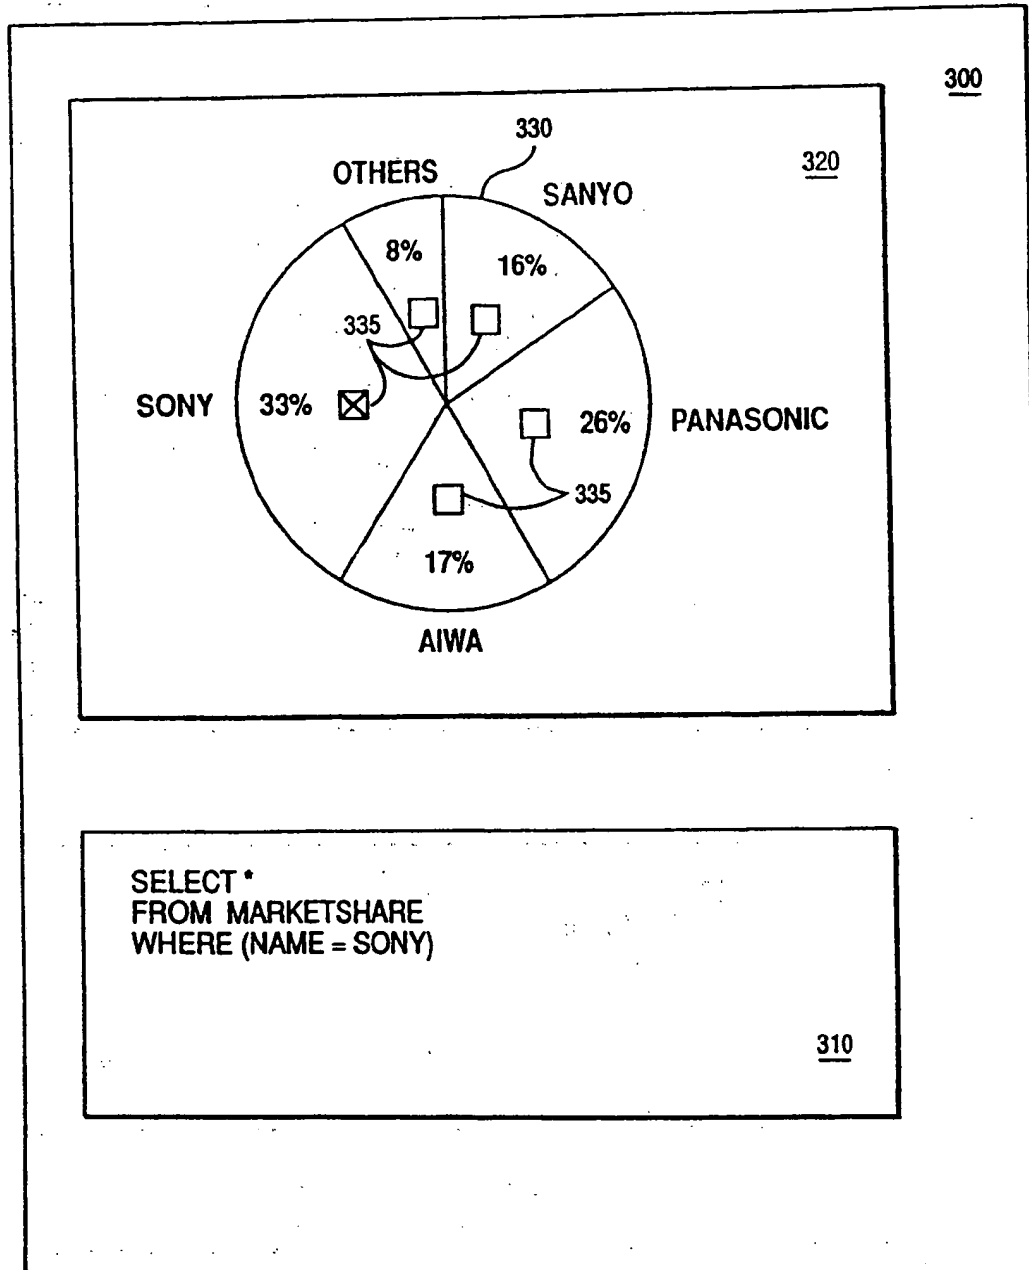 300
330
320
OTHERS
SANYO
8%
16%
335
SONY
33%
26%
PANASONIC
335
17%
AIWA
SELECT *
FROM MARKETSHARE
WHERE (NAME = SONY)
310